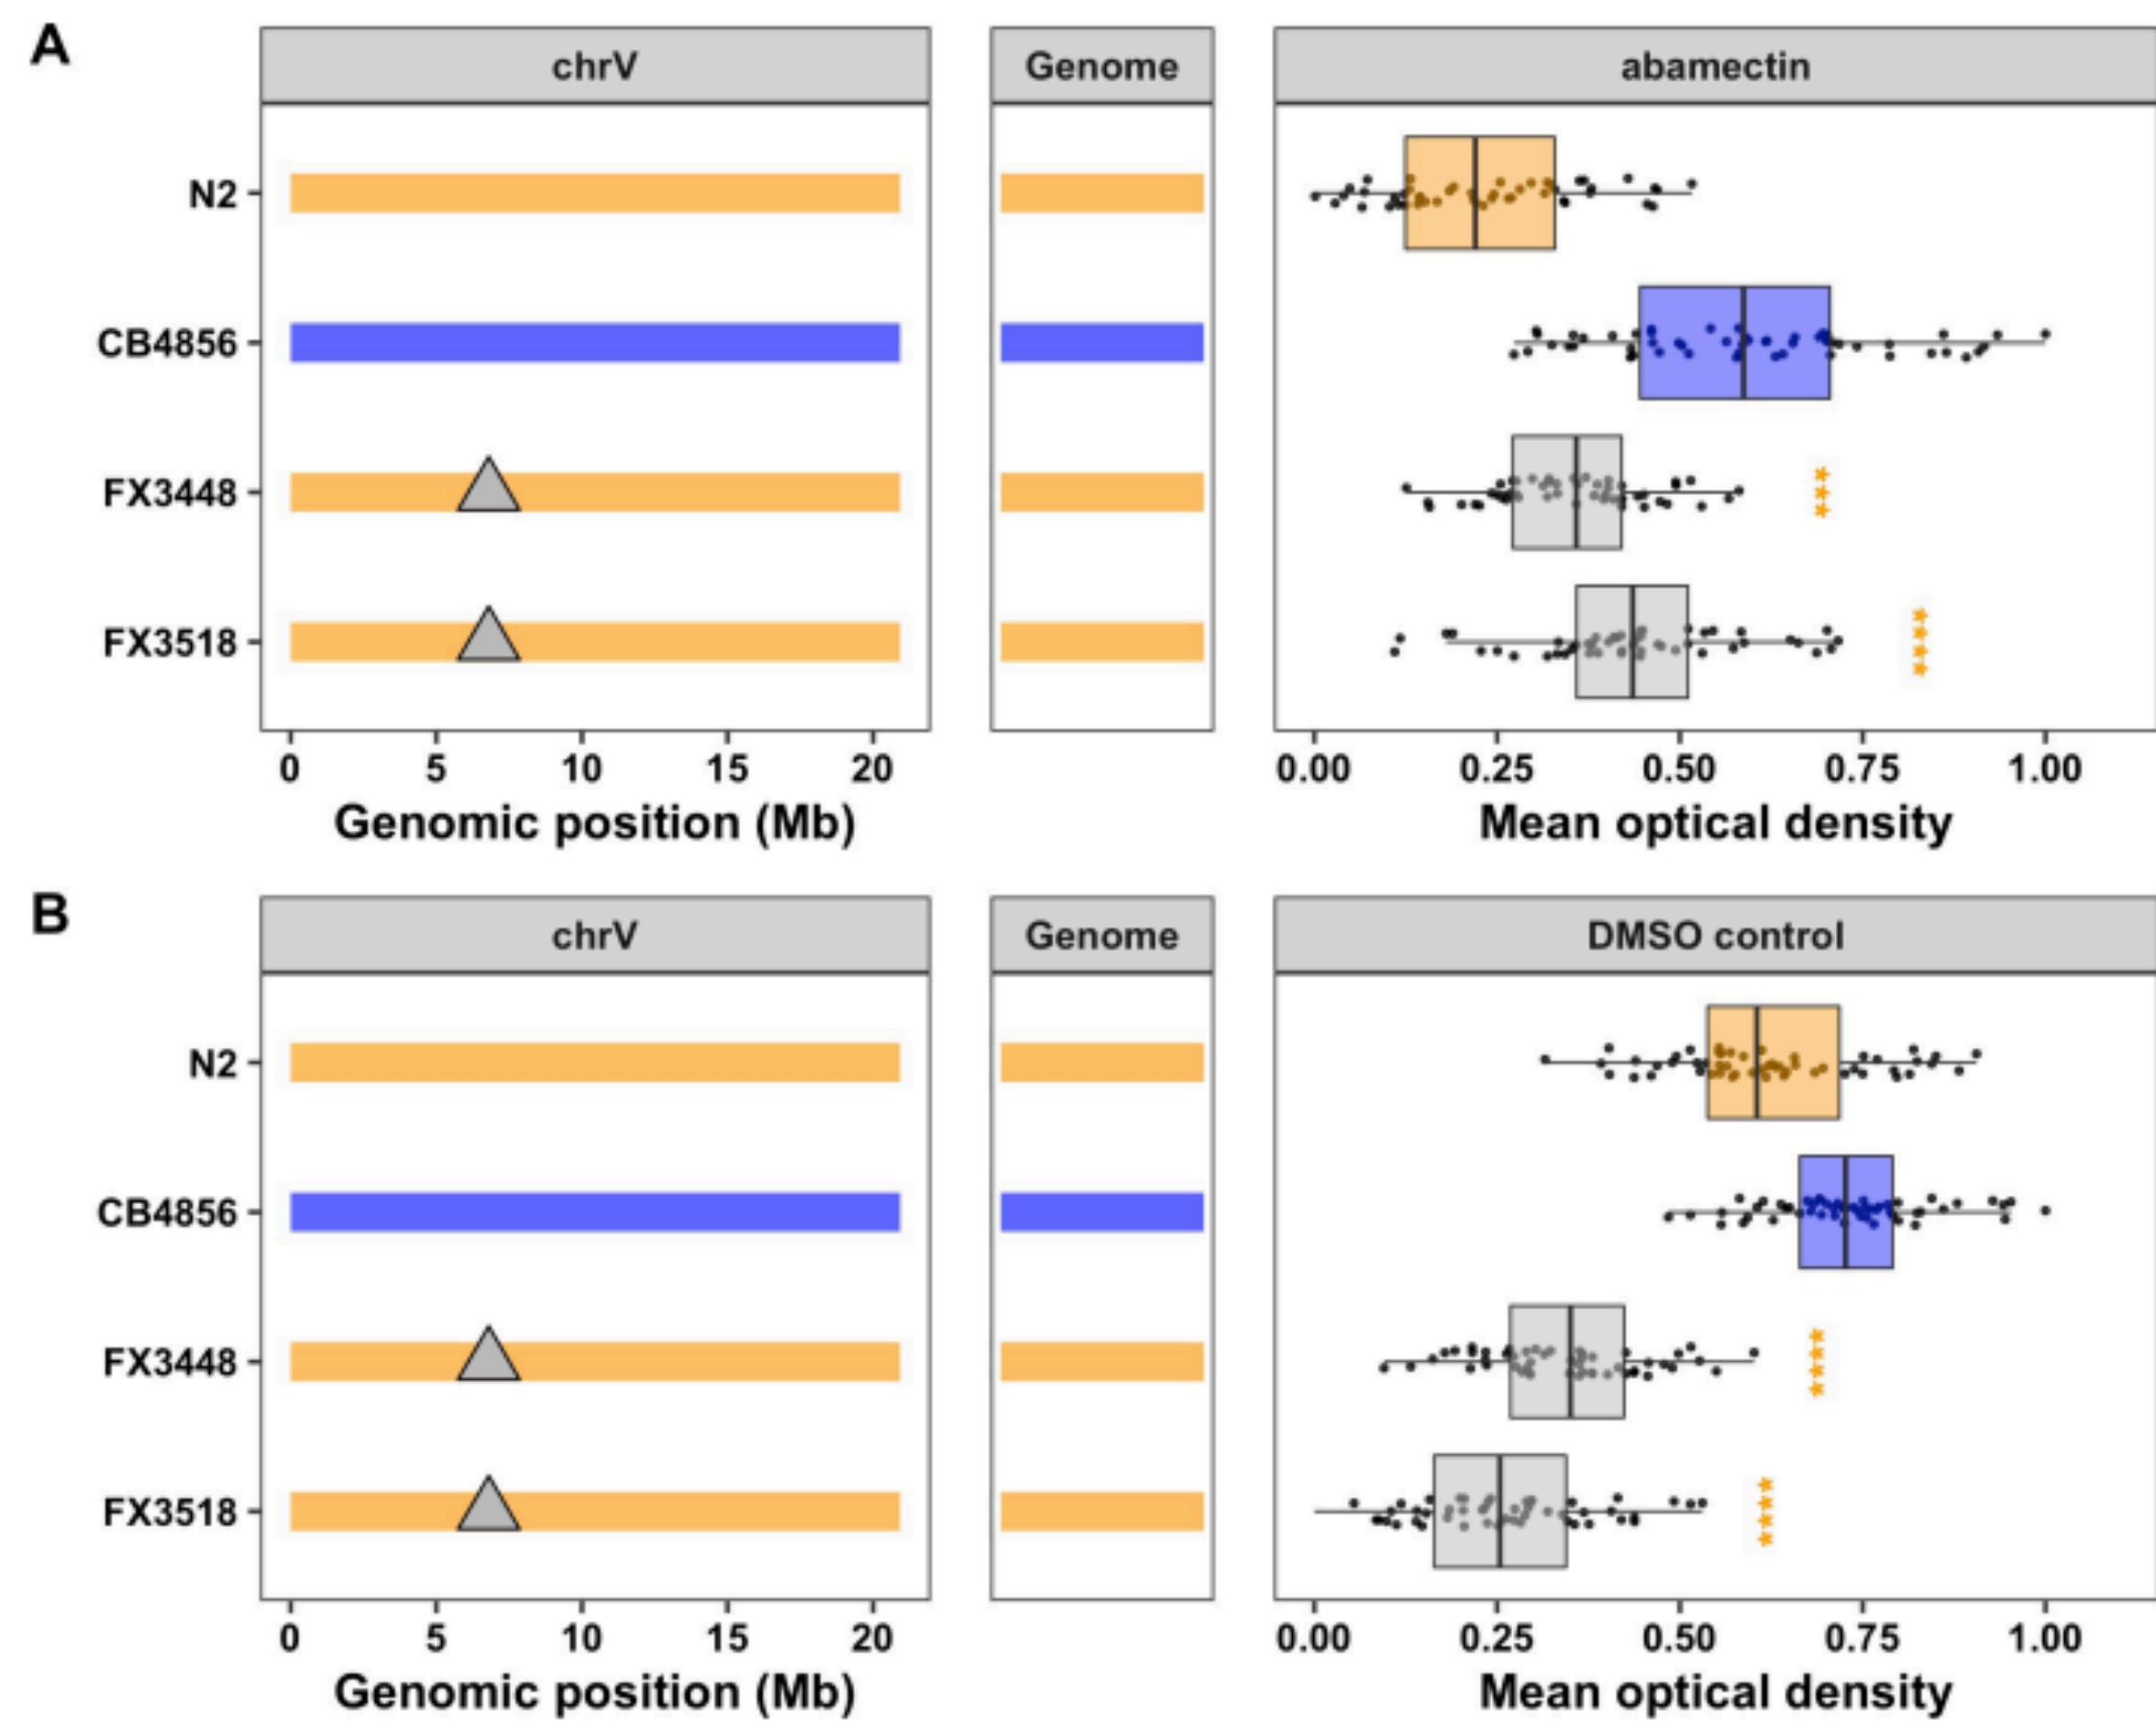 A
chrV Genome abamectin
N2
CB4856
FX3448
***
FX3518
****
0 5 10 15 20 0.00 0.25 0.50 0.75 1.00
Genomic position (Mb) Mean optical density
B
chrV Genome DMSO control
N2
CB4856
FX3448
****
FX3518
****
0 5 10 15 20 0.00 0.25 0.50 0.75 1.00
Genomic position (Mb) Mean optical density